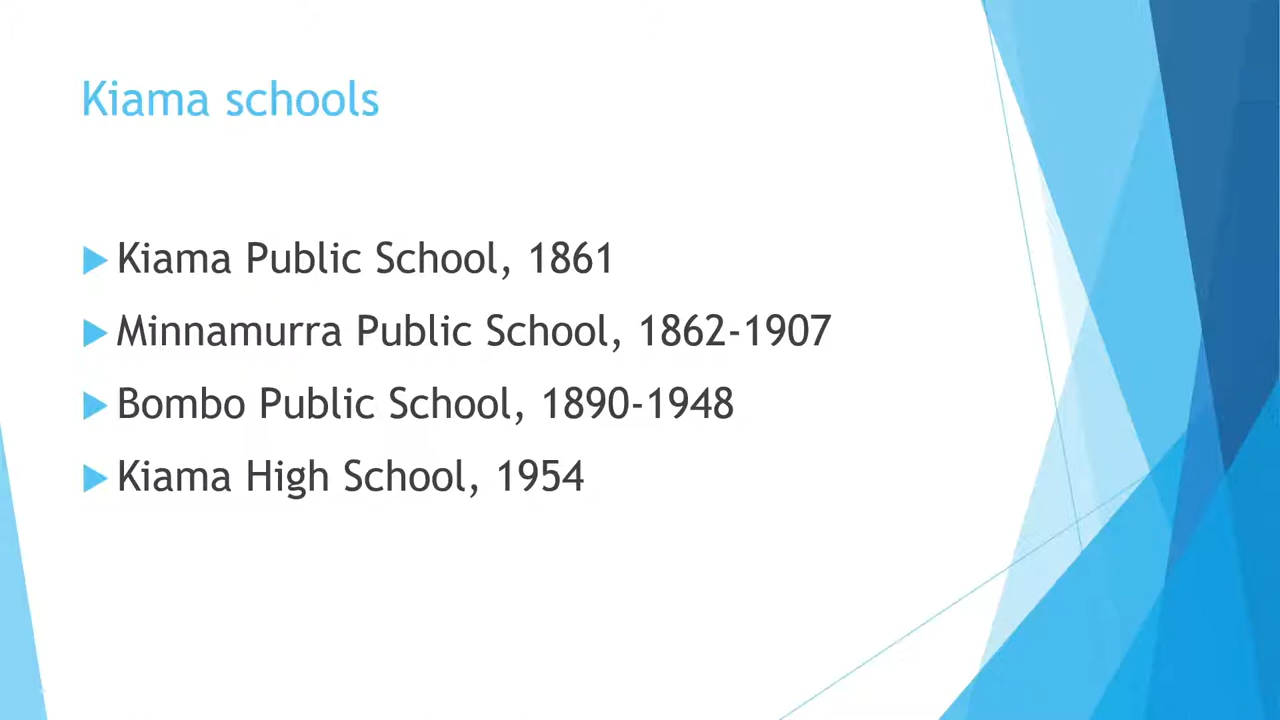 Kiama schools
Kiama Public School, 1861
Minnamurra Public School, 1862-1907
Bombo Public School, 1890-1948
Kiama High School, 1954